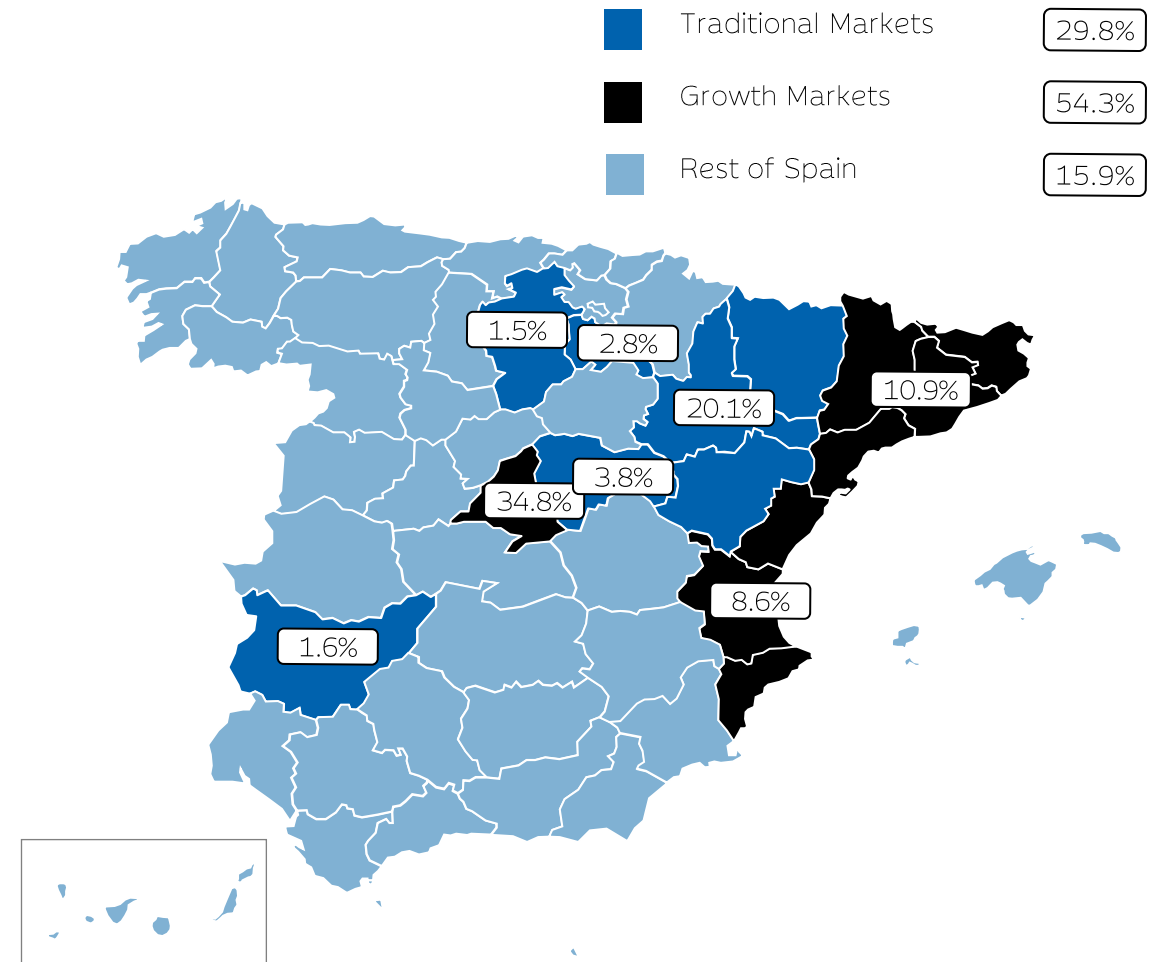 Traditional Markets 29.8%
Growth Markets 54.3%
Rest of Spain 15.9%
1.5%
2.8%
10.9%
20.1%
3.8%
34.8%
8.6%
1.6%